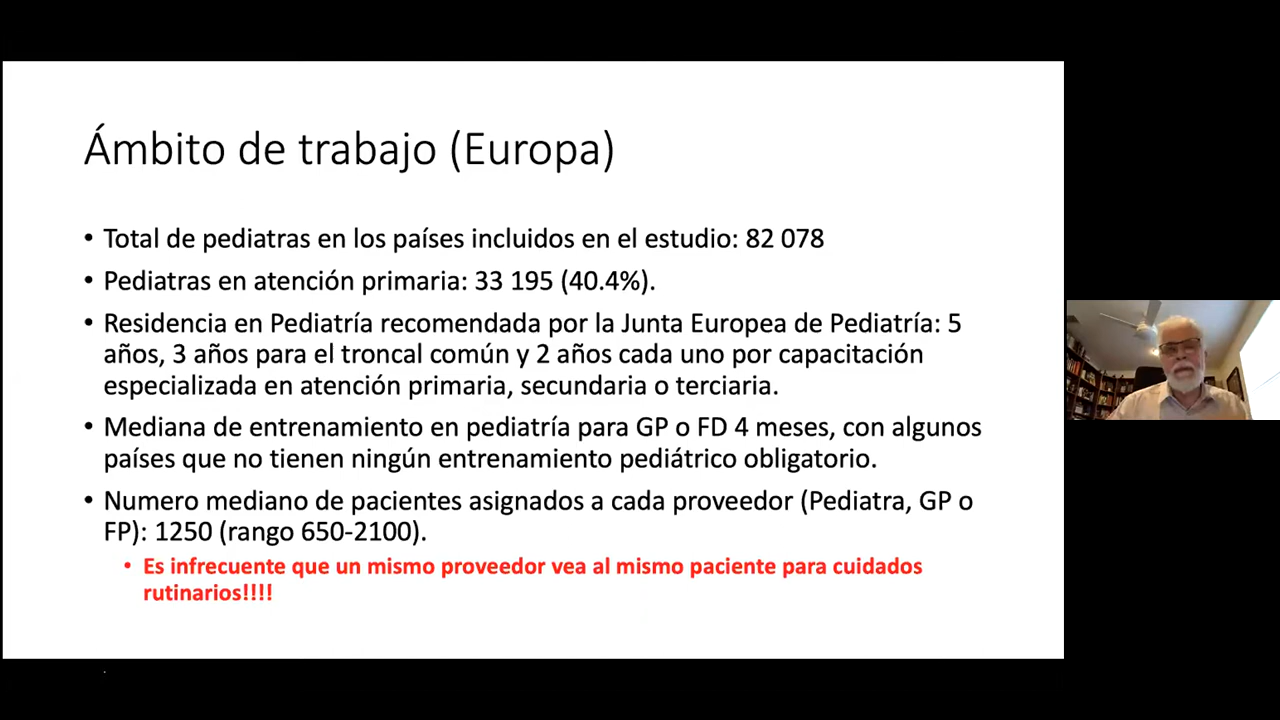 Ámbito de trabajo (Europa)
• Total de pediatras en los países incluidos en el estudio: 82 078
• Pediatras en atención primaria: 33 195 (40.4%).
• Residencia en Pediatría recomendada por la Junta Europea de Pediatría: 5
años, 3 años para el troncal común y 2 años cada uno por capacitación
especializada en atención primaria, secundaria o terciaria.
• Mediana de entrenamiento en pediatría para GP o FD 4 meses, con algunos
países que no tienen ningún entrenamiento pediátrico obligatorio.
• Numero mediano de pacientes asignados a cada proveedor (Pediatra, GP o
FP): 1250 (rango 650-2100).
• Es infrecuente que un mismo proveedor vea al mismo paciente para cuidados
rutinarios!!!!